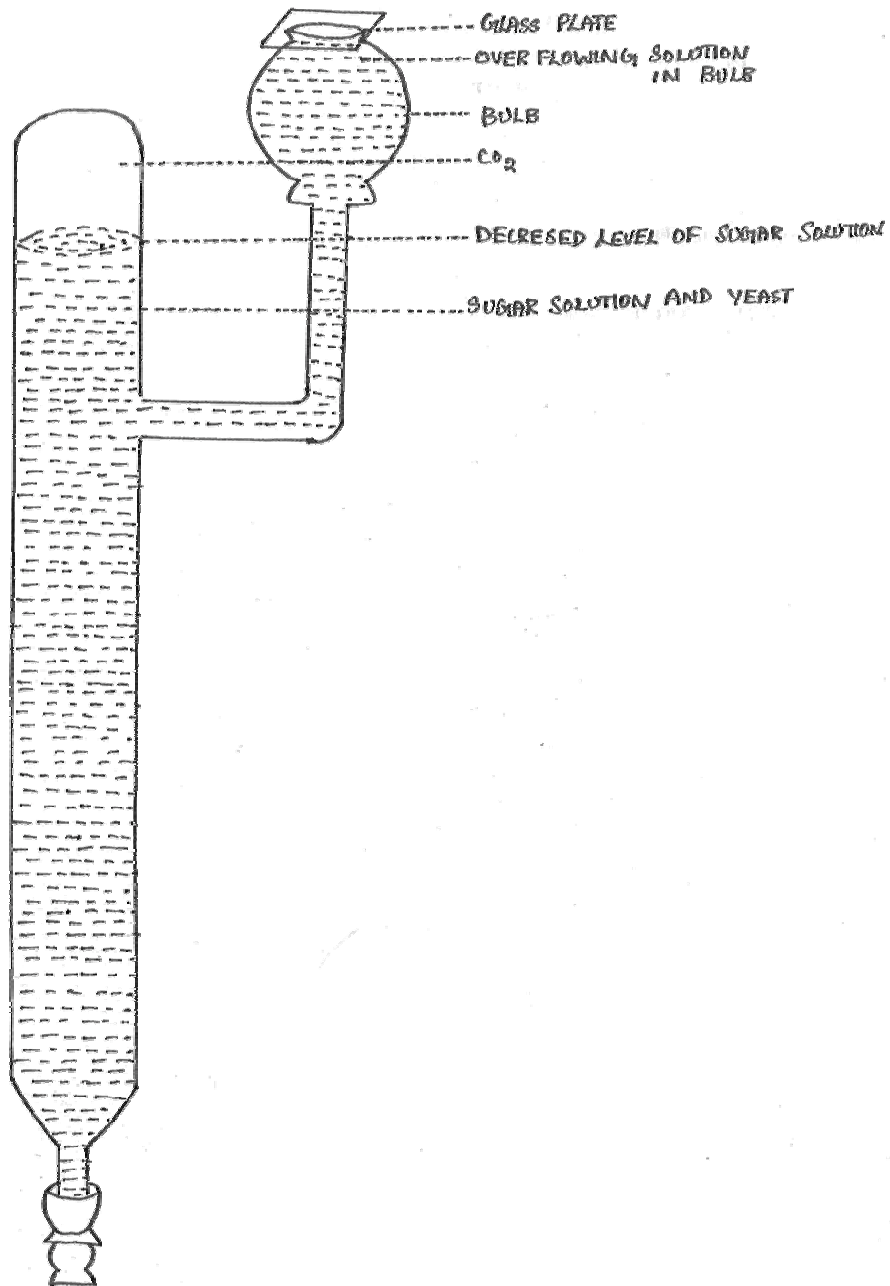 GLASS PLATE
OVER FLOWING SOLUTION
IN BULB
BULB
CO2
DECRESED LEVEL OF SUGAR SOLUTION
SUGAR SOLUTION AND YEAST